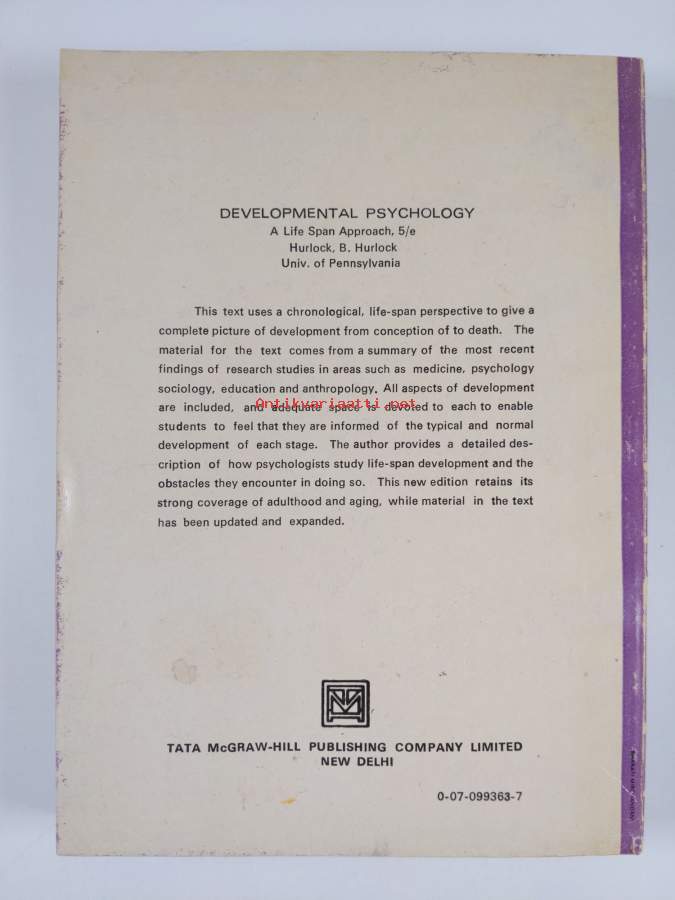 DEVELOPMENTAL PSYCHOLOGY
A Life Span Approach, 5/e
Hurlock, B. Hurlock
Univ. of Pennsylvania
This text uses a chronological, life-span perspective to give a
complete picture of development from conception of to death. The
material for the text comes from a summary of the most recent
findings of research studies in areas such as medicine, psychology
sociology, education and anthropology. All aspects of development
are included, and adequate space is devoted to each to enable
Antikvariaatti.net
students to feel that they are informed of the typical and normal
development of each stage. The author provides a detailed des-
cription of how psychologists study life-span development and the
obstacles they encounter in doing so. This new edition retains its
strong coverage of adulthood and aging, while material in the text
has been updated and expanded.
TATA McGRAW-HILL PUBLISHING COMPANY LIMITED
NEW DELHI
0-07-099363-7